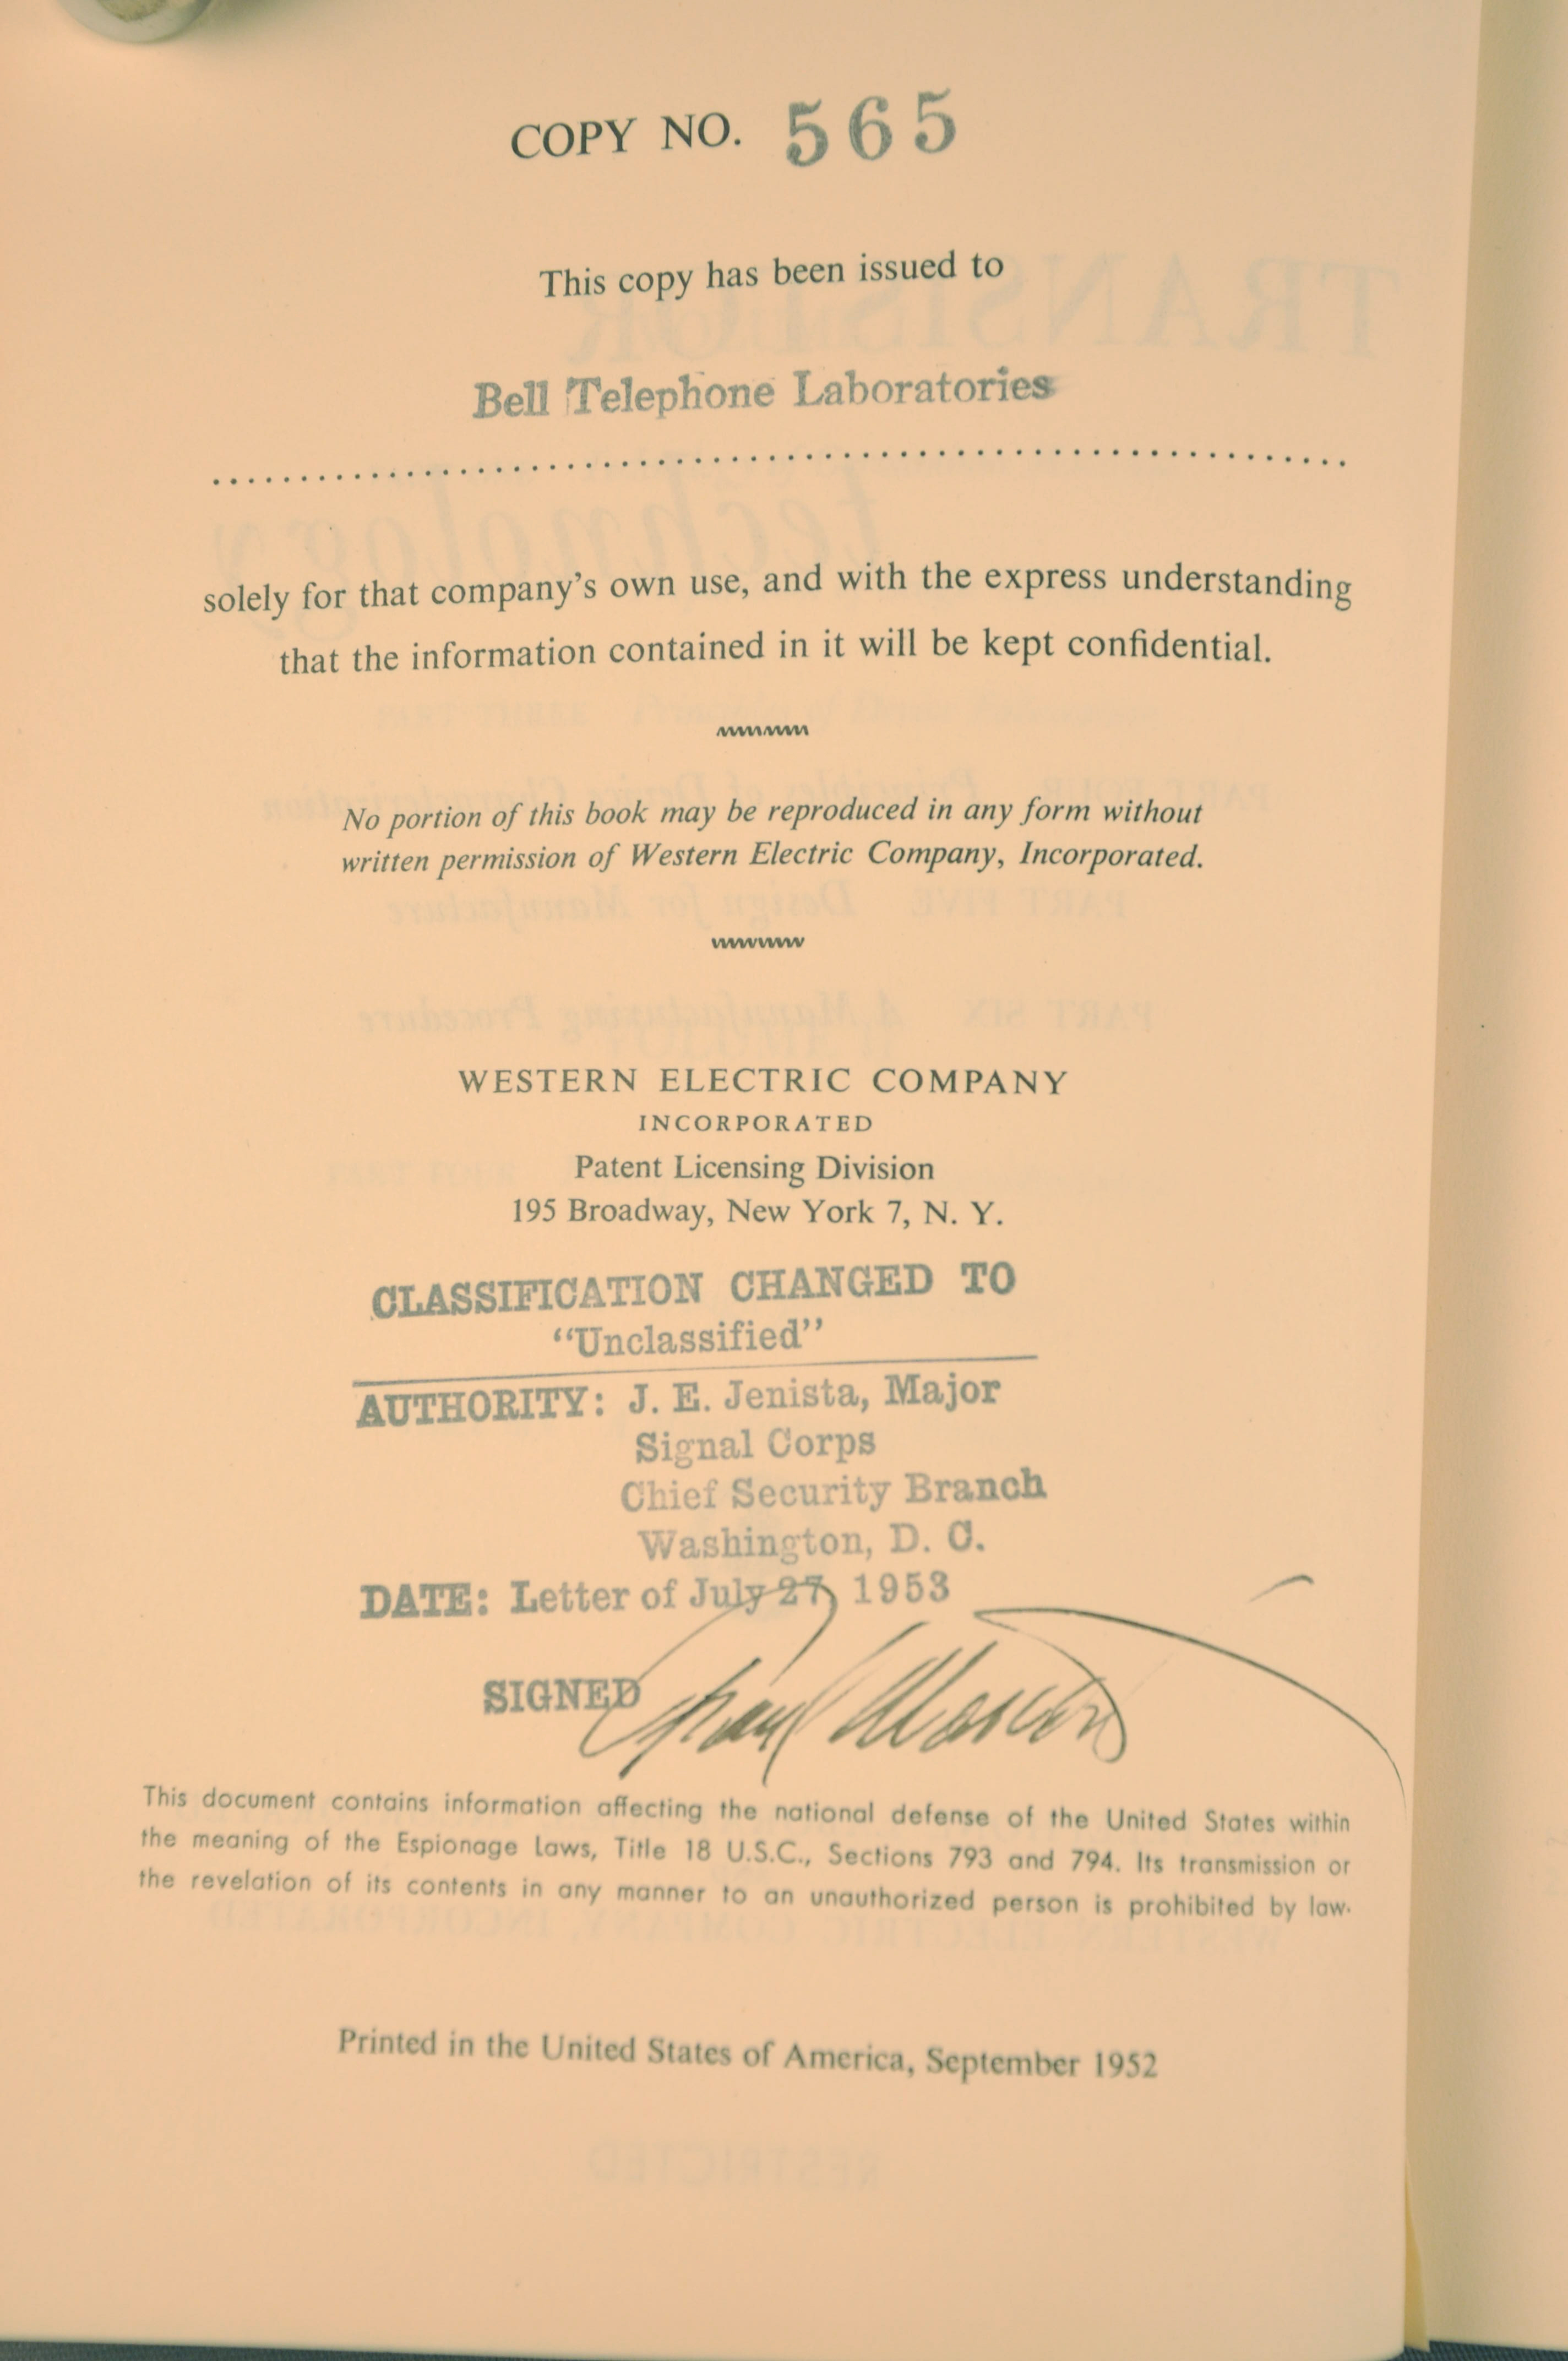 COPY NO. 565
This copy has been issued to
Bell Telephone Laboratories
solely for that company's own use, and with the express understanding
that the information contained in it will be kept confidential.
No portion of this book may be reproduced in any form without
written permission of Western Electric Company, Incorporated.
WESTERN ELECTRIC COMPANY
INCORPORATED
Patent Licensing Division
195 Broadway, New York 7, N. Y.
CLASSIFICATION CHANGED TO
“Unclassified”
AUTHORITY: J. E. Jenista, Major
Signal Corps
Chief Security Branch
Washington, D. C.
DATE: Letter of July 27, 1953
SIGNED
This document contains information affecting the national defense of the United States within
the meaning of the Espionage Laws, Title 18 U.S.C., Sections 793 and 794. Its transmission or
the revelation of its contents in any manner to an unauthorized person is prohibited by law.
Printed in the United States of America, September 1952